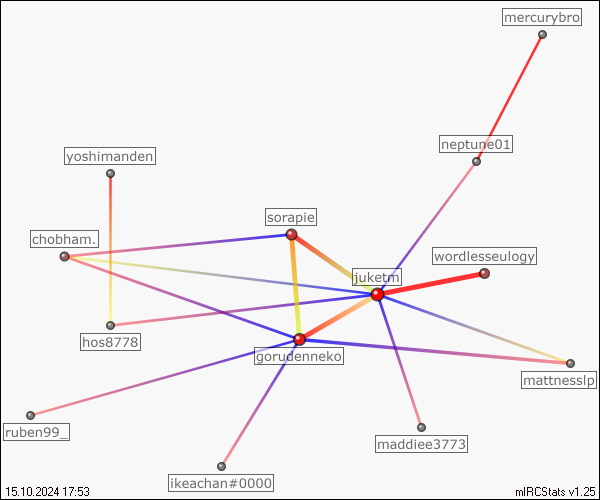 mercurybro
neptune01
yoshimanden
sorapie
chobham.
wordlesseulogy
juketm
hos8778
gorudenneko
mattnesslp
ruben99_
maddiee3773
ikeachan#0000
15.10.2024 17:53
mIRCStats v1.25